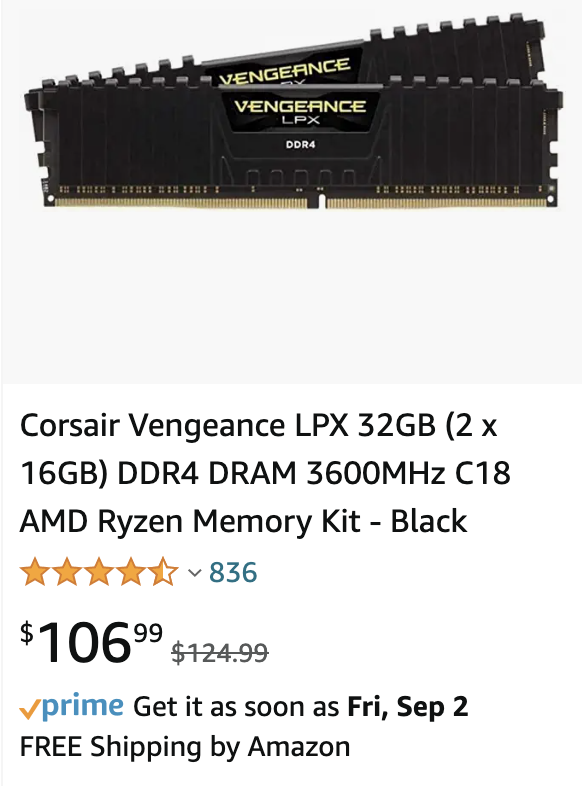 VENGEANCE
VENGEANCE
LPX
DDR4
Corsair Vengeance LPX 32GB (2 x
16GB) DDR4 DRAM 3600MHz C18
AMD Ryzen Memory Kit - Black
836
$106.99 $124.99
prime Get it as soon as Fri, Sep 2
FREE Shipping by Amazon